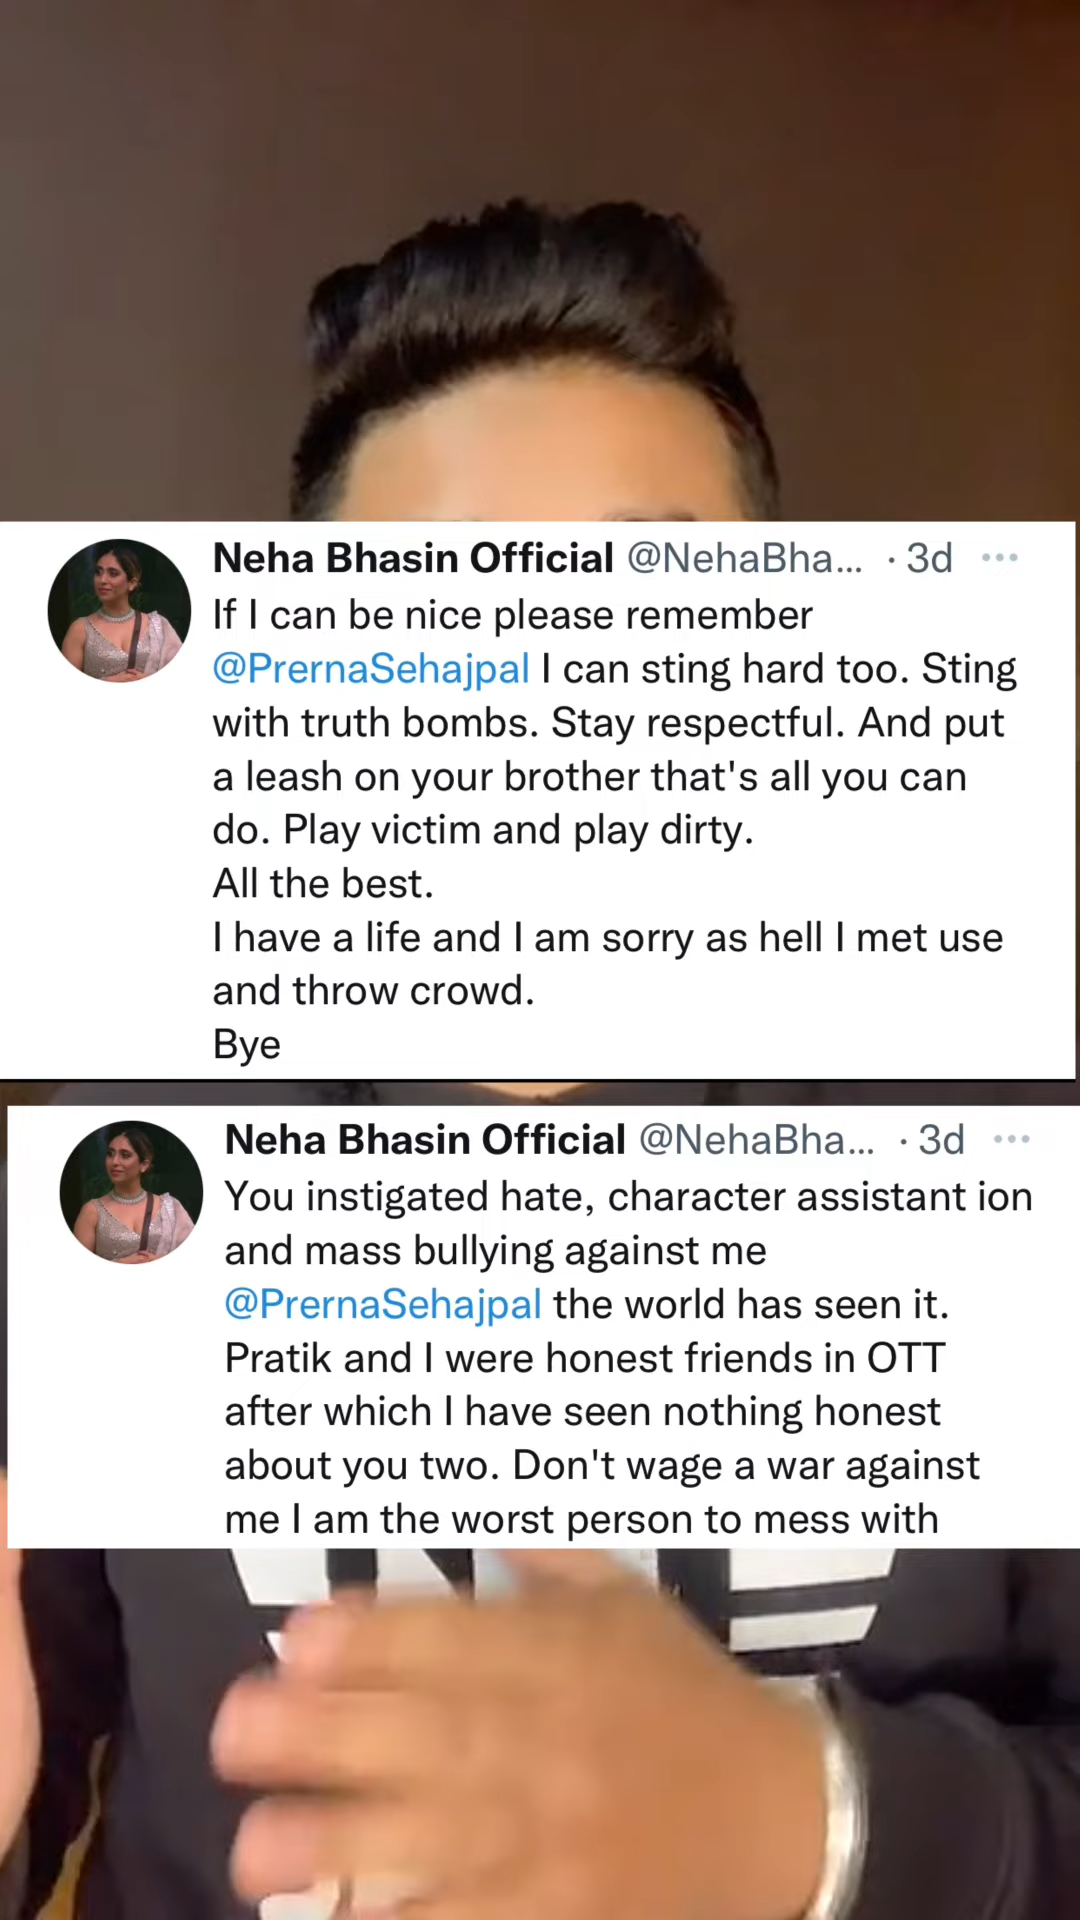 Neha Bhasin Official @NehaBha... · 3d ...
If I can be nice please remember
@PrernaSehajpal I can sting hard too. Sting
with truth bombs. Stay respectful. And put
a leash on your brother that's all you can
do. Play victim and play dirty.
All the best.
I have a life and I am sorry as hell I met use
and throw crowd.
Bye
Neha Bhasin Official @NehaBha... · 3d ...
You instigated hate, character assistant ion
and mass bullying against me
@PrernaSehajpal the world has seen it.
Pratik and I were honest friends in OTT
after which I have seen nothing honest
about you two. Don't wage a war against
me I am the worst person to mess with